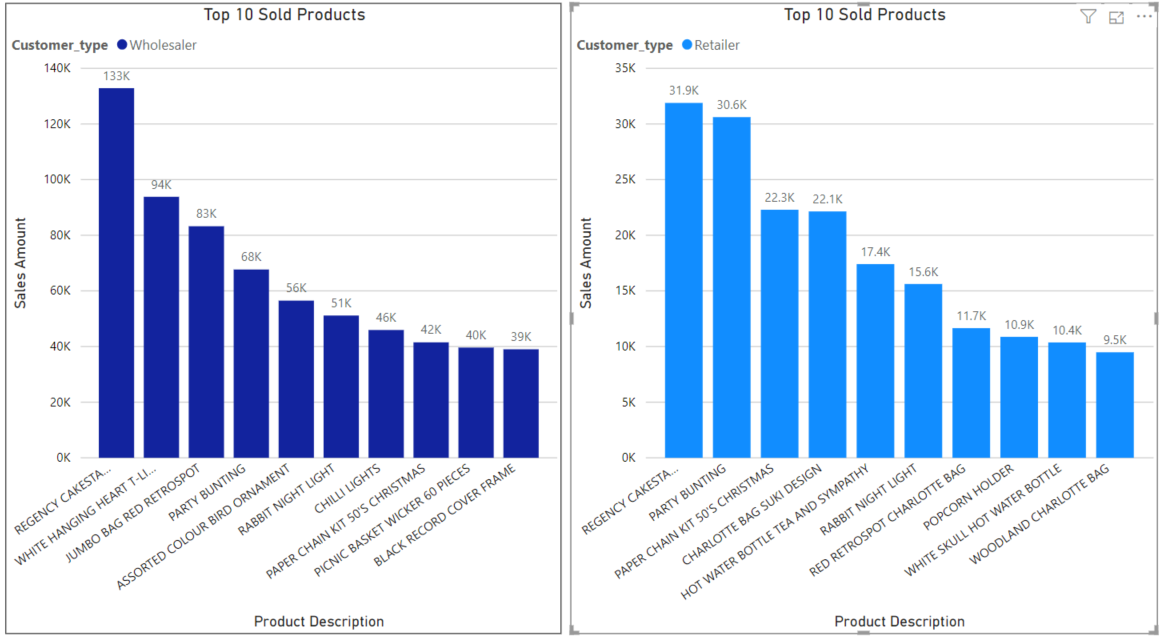 Top 10 Sold Products
Customer_type Wholesaler
140K
120K
100K
80K
60K
40K
20K
0K
Sales Amount
133K
94K
83K
68K
56K
51K
46K
42K
40K
39K
REGENCY CAKESTA...
WHITE HANGING HEART T-LI...
JUMBO BAG RED RETROSPOT
PARTY BUNTING
ASSORTED COLOUR BIRD ORNAMENT
RABBIT NIGHT LIGHT
CHILLI LIGHTS
PAPER CHAIN KIT 50'S CHRISTMAS
PICNIC BASKET WICKER 60 PIECES
BLACK RECORD COVER FRAME
Product Description
Top 10 Sold Products
Customer_type Retailer
35K
30K
25K
20K
15K
10K
5K
0K
Sales Amount
31.9K
30.6K
22.3K
22.1K
17.4K
15.6K
11.7K
10.9K
10.4K
9.5K
REGENCY CAKESTA...
PARTY BUNTING
PAPER CHAIN KIT 50'S CHRISTMAS
CHARLOTTE BAG SUKI DESIGN
HOT WATER BOTTLE TEA AND SYMPATHY
RABBIT NIGHT LIGHT
RED RETROSPOT CHARLOTTE BAG
POPCORN HOLDER
WHITE SKULL HOT WATER BOTTLE
WOODLAND CHARLOTTE BAG
Product Description